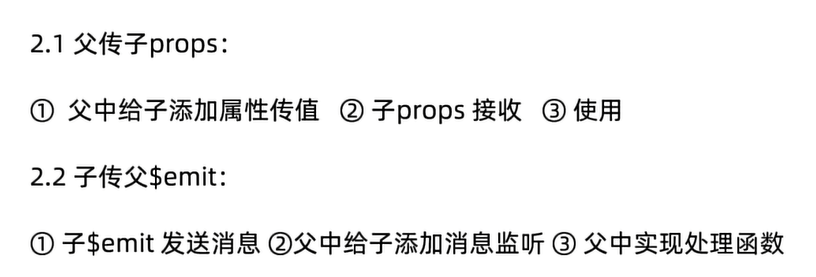 2.1 父传子props：
① 父中给子添加属性传值 ② 子props 接收 ③ 使用
2.2 子传父$emit：
① 子$emit 发送消息 ②父中给子添加消息监听 ③ 父中实现处理函数